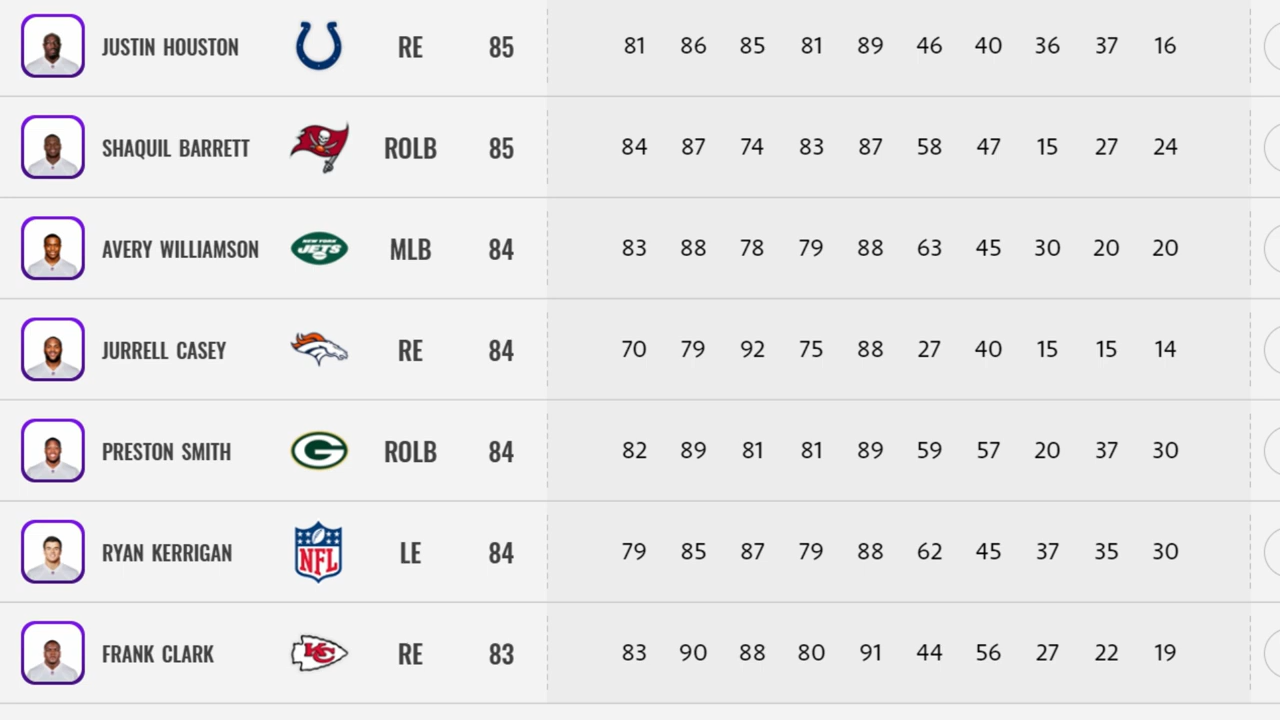 JUSTIN HOUSTON RE 85 81 86 85 81 89 46 40 36 37 16
SHAQUIL BARRETT ROLB 85 84 87 74 83 87 58 47 15 27 24
AVERY WILLIAMSON NEW YORK JETS MLB 84 83 88 78 79 88 63 45 30 20 20
JURRELL CASEY RE 84 70 79 92 75 88 27 40 15 15 14
PRESTON SMITH G ROLB 84 82 89 81 81 89 59 57 20 37 30
RYAN KERRIGAN NFL LE 84 79 85 87 79 88 62 45 37 35 30
FRANK CLARK KC RE 83 83 90 88 80 91 44 56 27 22 19